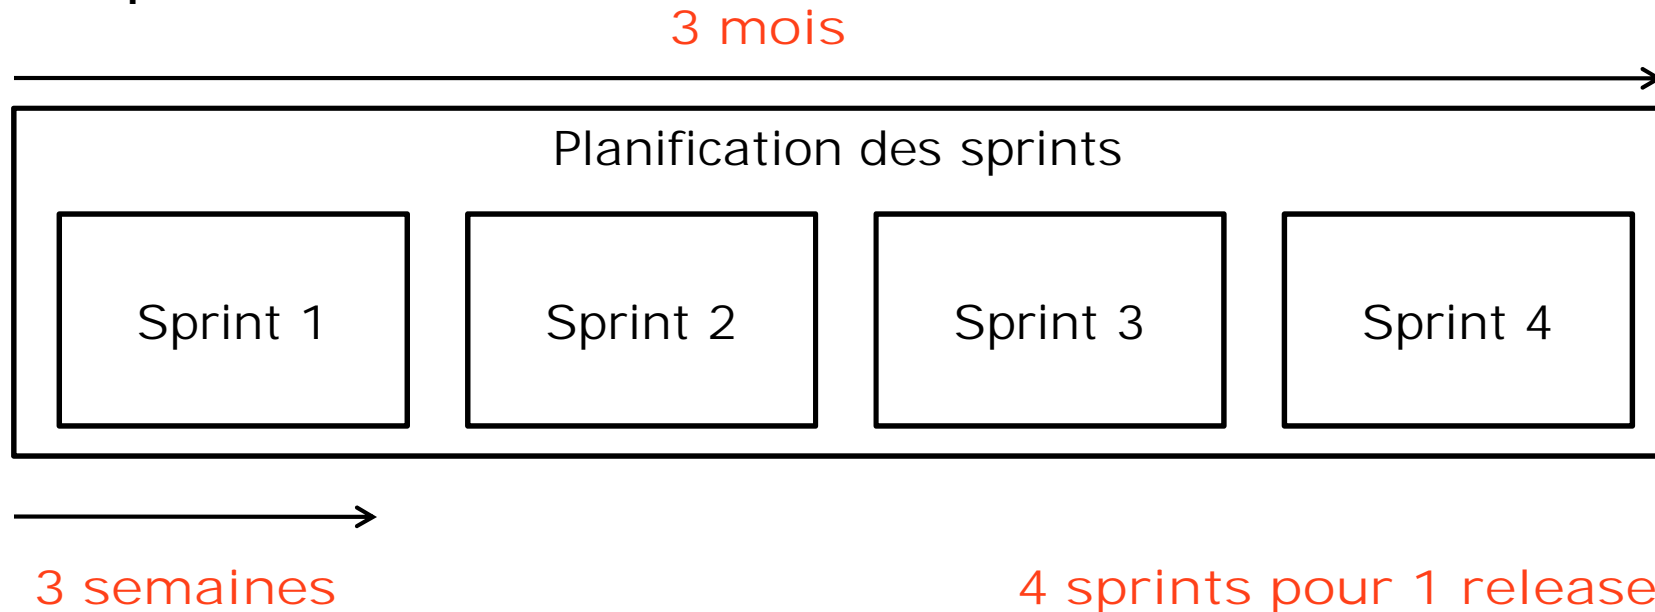 3 mois
Planification des sprints
Sprint 1
Sprint 2
Sprint 3
Sprint 4
3 semaines
4 sprints pour 1 release